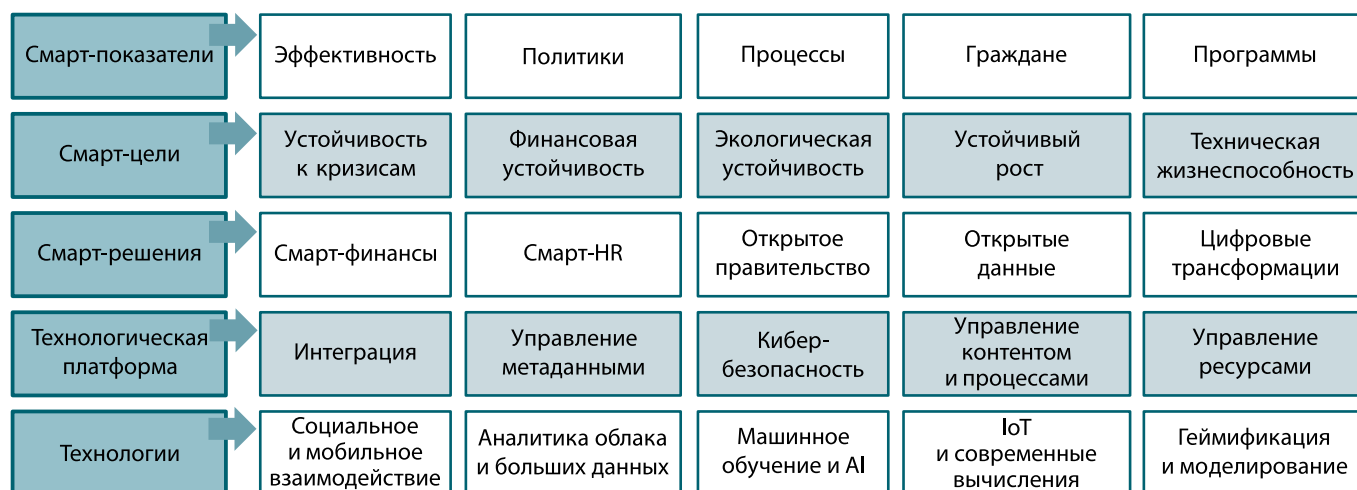 Смарт-показатели
Эффективность
Политики
Процессы
Граждане
Программы
Смарт-цели
Устойчивость
к кризисам
Финансовая
устойчивость
Экологическая
устойчивость
Устойчивый
рост
Техническая
жизнеспособность
Смарт-решения
Смарт-финансы
Смарт-HR
Открытое
правительство
Открытые
данные
Цифровые
трансформации
Технологическая
платформа
Интеграция
Управление
метаданными
Кибер-
безопасность
Управление
контентом
и процессами
Управление
ресурсами
Технологии
Социальное
и мобильное
взаимодействие
Аналитика облака
и больших данных
Машинное
обучение и AI
IoT
и современные
вычисления
Геймификация
и моделирование